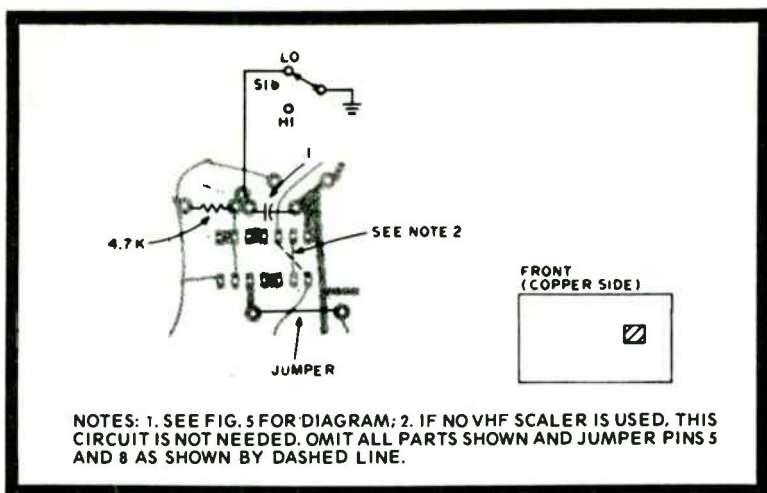 LO
S1b
HI
1
4.7K
SEE NOTE 2
FRONT
(COPPER SIDE)
JUMPER
NOTES: 1. SEE FIG. 5 FOR DIAGRAM; 2. IF NO VHF SCALER IS USED, THIS
CIRCUIT IS NOT NEEDED. OMIT ALL PARTS SHOWN AND JUMPER PINS 5
AND 8 AS SHOWN BY DASHED LINE.